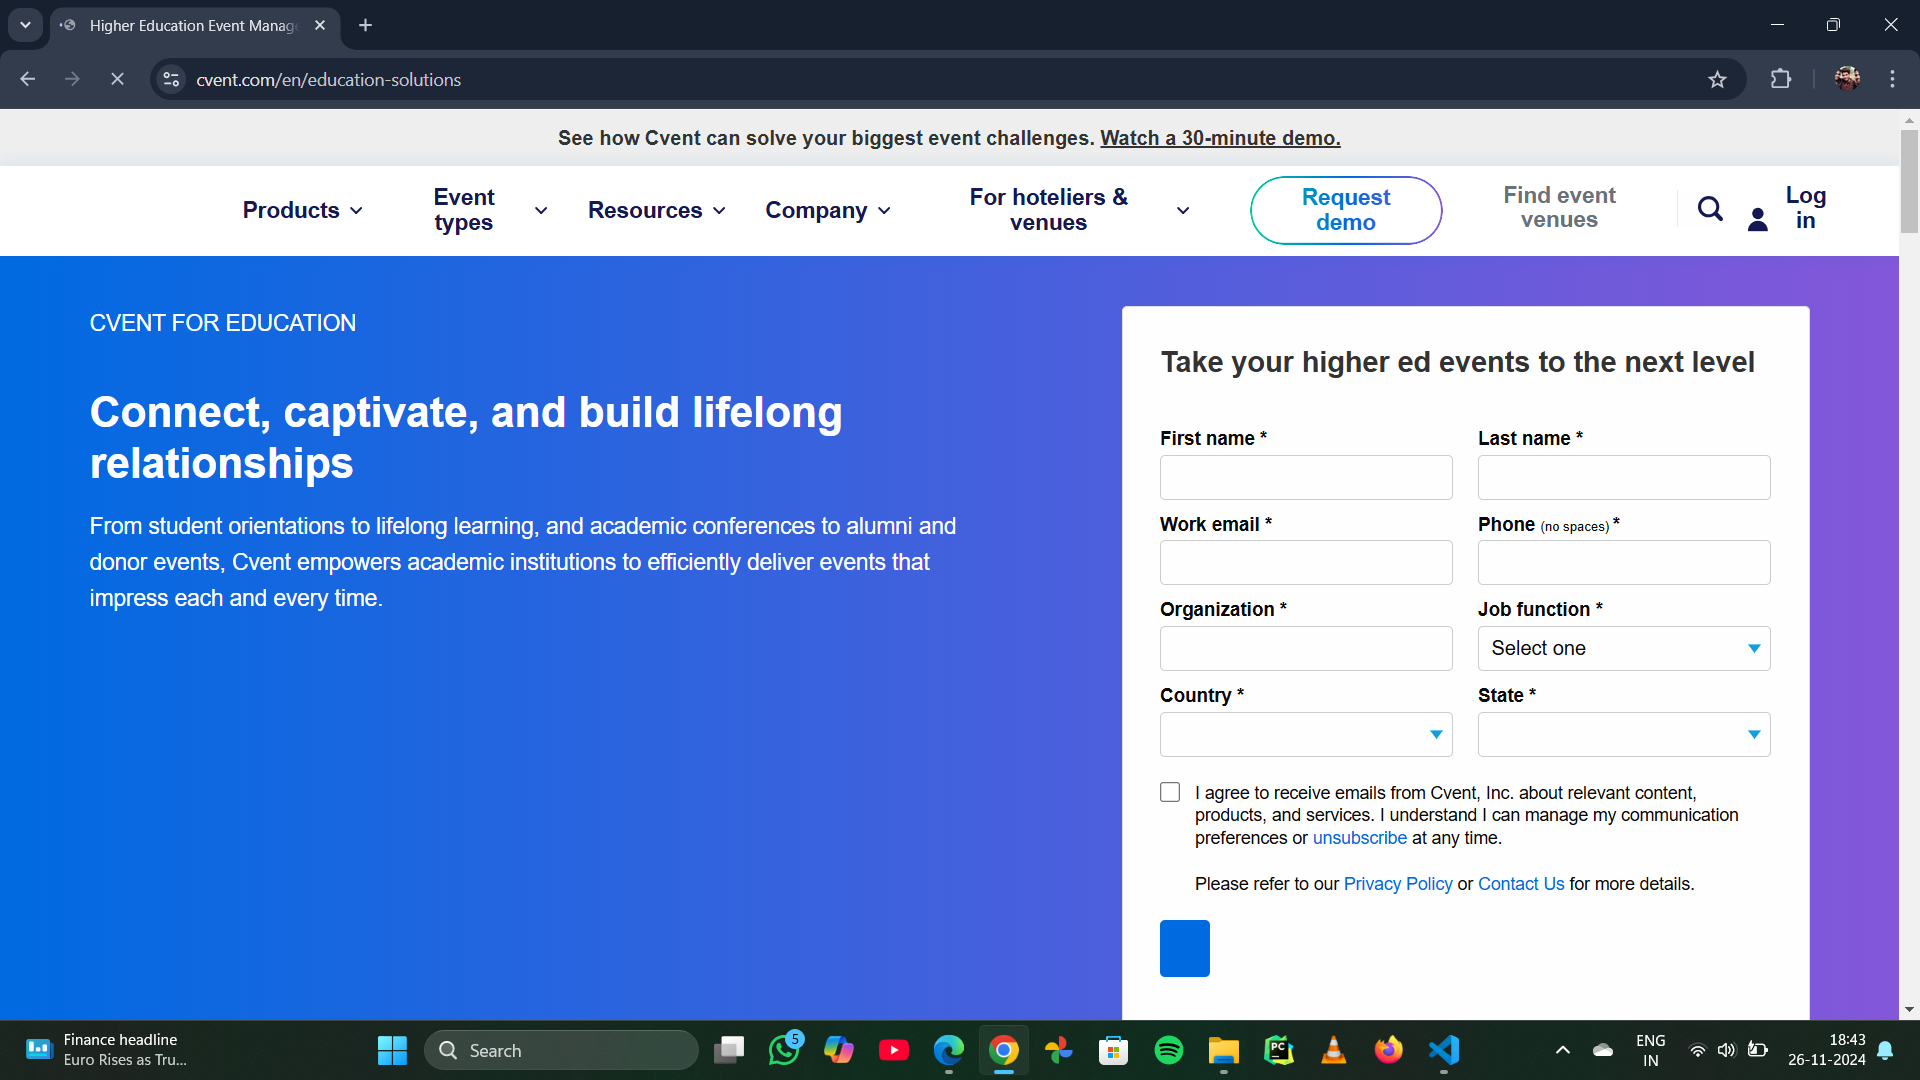 Higher Education Event Manag
cvent.com/en/education-solutions
See how Cvent can solve your biggest event challenges. Watch a 30-minute demo.
Products
Event
types
Resources
Company
For hoteliers &
venues
Request
demo
Find event
venues
Log
in
CVENT FOR EDUCATION
Connect, captivate, and build lifelong
relationships
From student orientations to lifelong learning, and academic conferences to alumni and
donor events, Cvent empowers academic institutions to efficiently deliver events that
impress each and every time.
Take your higher ed events to the next level
First name *
Last name *
Work email *
Phone (no spaces) *
Organization *
Job function *
Select one
Country *
State *
I agree to receive emails from Cvent, Inc. about relevant content,
products, and services. I understand I can manage my communication
preferences or unsubscribe at any time.
Please refer to our Privacy Policy or Contact Us for more details.
Finance headline
Euro Rises as Tru...
Search
5
PC
ENG
IN
18:43
26-11-2024